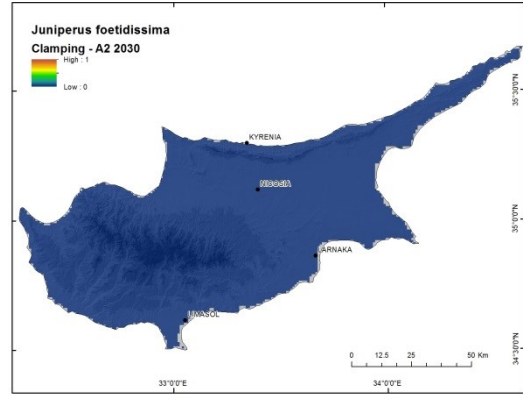 Juniperus foetidissima
Clamping - A2 2030
High : 1
Low : 0
KYRENIA
NICOSIA
LARNAKA
LIMASOL
35°30'0"N
35°0'0"N
34°30'0"N
0 12.5 25 50 Km
33°0'0"E 34°0'0"E